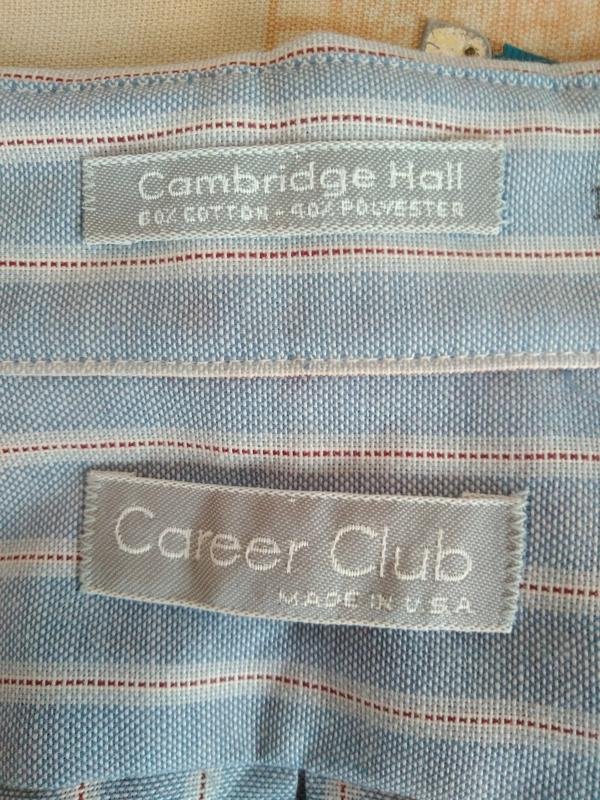 Cambridge Hall
60% COTTON - 40% POLYESTER
Career Club
MADE IN U.S.A